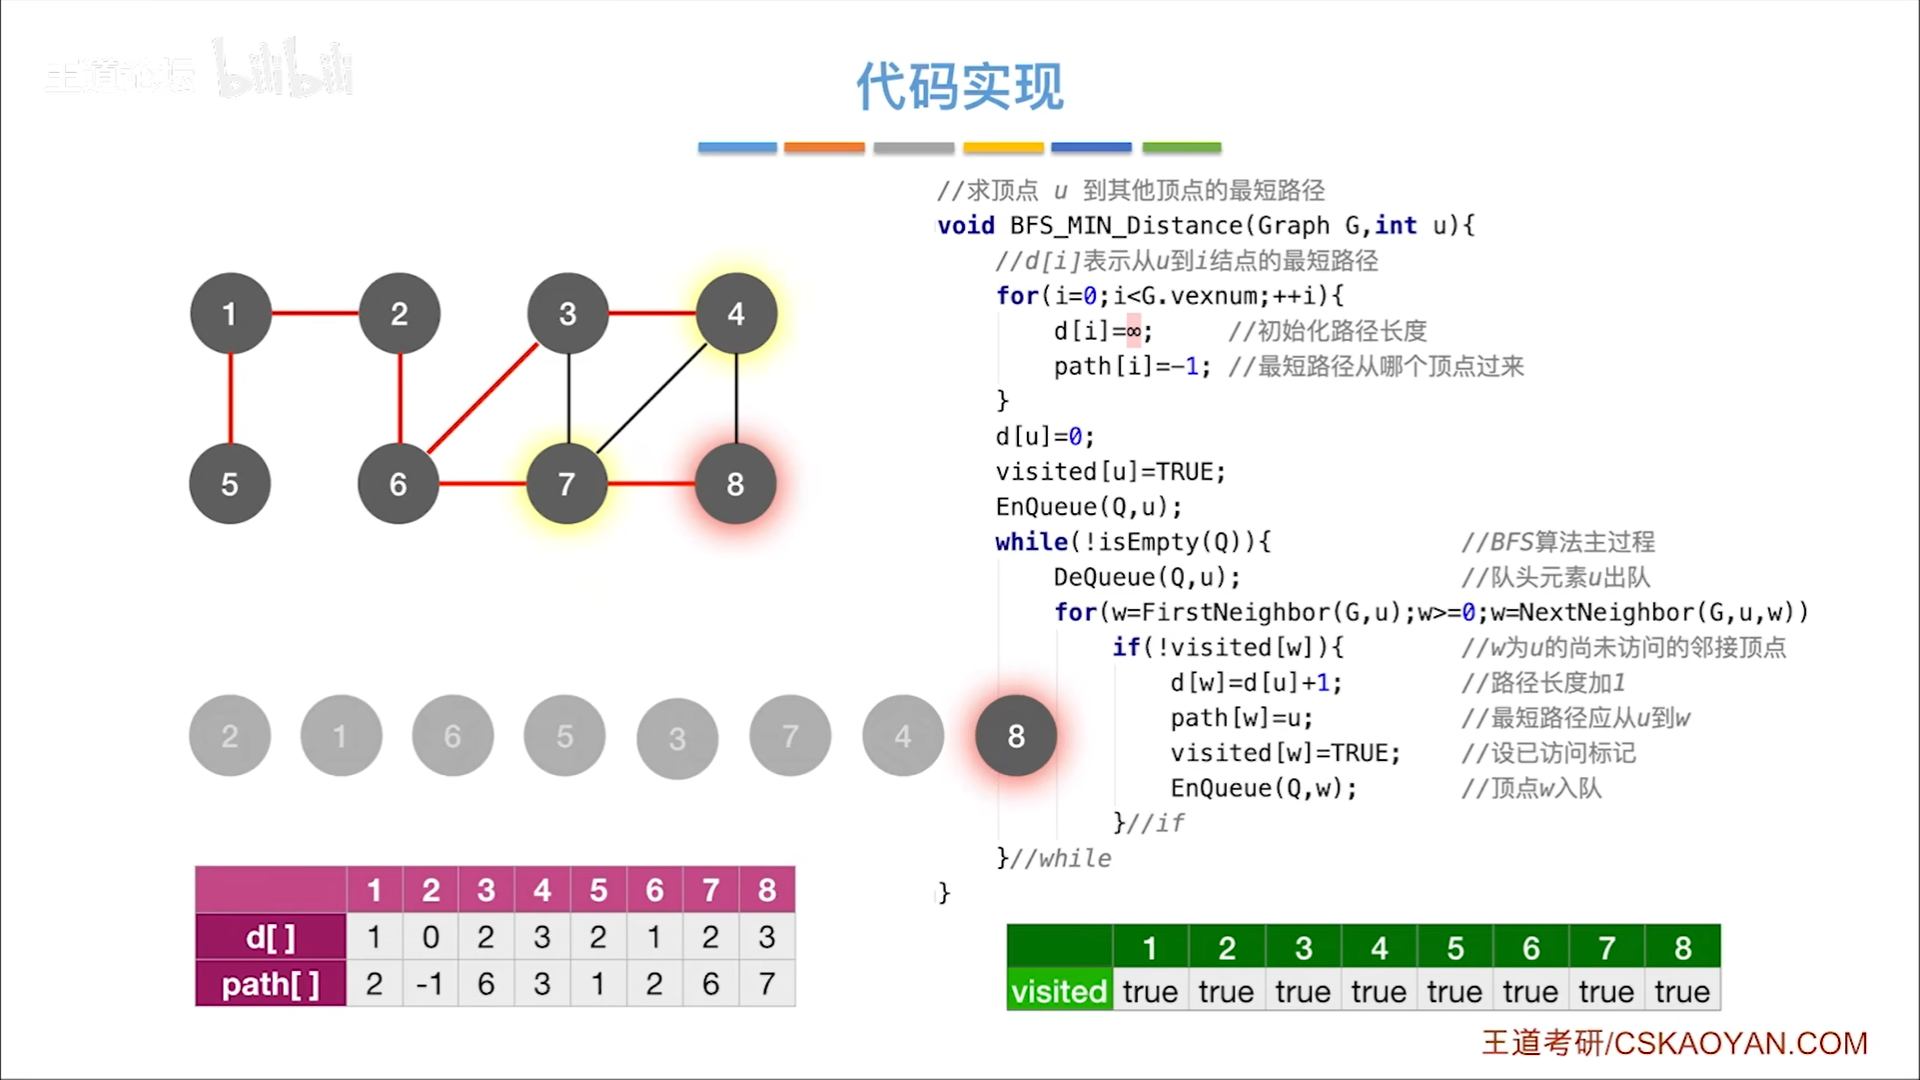 王道论坛 bilibili
代码实现
1 2 3 4
5 6 7 8
2 1 6 5 3 7 4 8
1 2 3 4 5 6 7 8
d[ ] 1 0 2 3 2 1 2 3
path[ ] 2 -1 6 3 1 2 6 7
//求顶点 u 到其他顶点的最短路径
void BFS_MIN_Distance(Graph G,int u){
//d[i]表示从u到i结点的最短路径
for(i=0;i<G.vexnum;++i){
d[i]=∞; //初始化路径长度
path[i]=-1; //最短路径从哪个顶点过来
}
d[u]=0;
visited[u]=TRUE;
EnQueue(Q,u);
while(!isEmpty(Q)){ //BFS算法主过程
DeQueue(Q,u); //队头元素u出队
for(w=FirstNeighbor(G,u);w>=0;w=NextNeighbor(G,u,w))
if(!visited[w]){ //w为u的尚未访问的邻接顶点
d[w]=d[u]+1; //路径长度加1
path[w]=u; //最短路径应从u到w
visited[w]=TRUE; //设已访问标记
EnQueue(Q,w); //顶点w入队
}//if
}//while
}
1 2 3 4 5 6 7 8
visited true true true true true true true true
王道考研/CSKAOYAN.COM